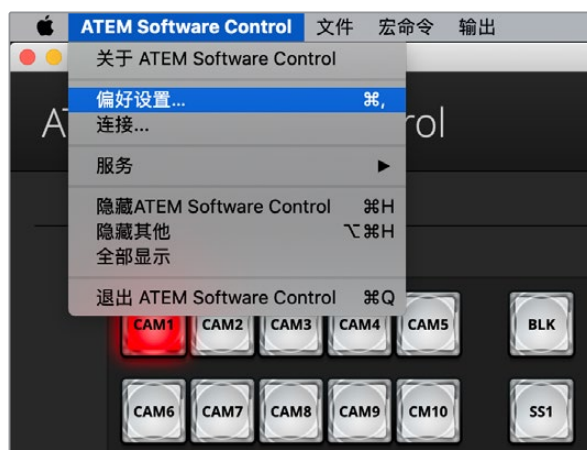 ATEM Software Control 文件 宏命令 输出
关于 ATEM Software Control
偏好设置... ⌘,
连接...
服务 ▶
隐藏ATEM Software Control ⌘H
隐藏其他 ⌥⌘H
全部显示
退出 ATEM Software Control ⌘Q
A rol
CAM1 CAM2 CAM3 CAM4 CAM5 BLK
CAM6 CAM7 CAM8 CAM9 CM10 SS1